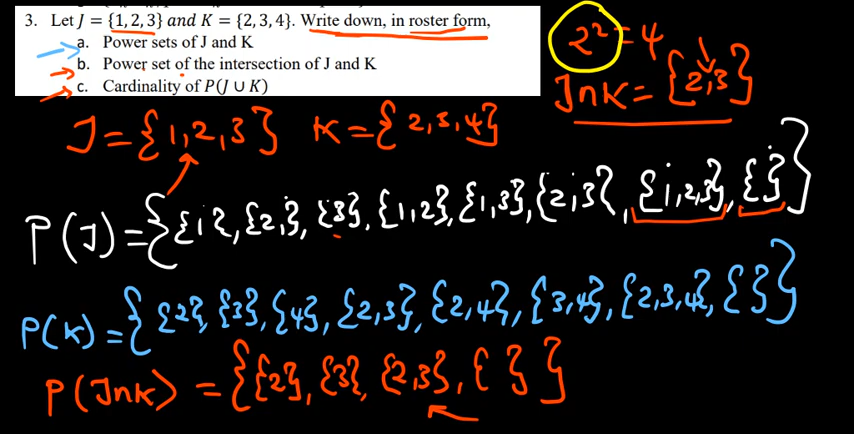 3. Let J = {1, 2, 3} and K = {2, 3, 4}. Write down, in roster form,
a. Power sets of J and K
b. Power set of the intersection of J and K
c. Cardinality of P(J ∪ K)
2² = 4
J∩K = {2,3}
J = {1,2,3} K = {2,3,4}
P(J) = {{1}, {2}, {3}, {1,2}, {1,3}, {2,3}, {1,2,3}, { }}
P(K) = {{2}, {3}, {4}, {2,3}, {2,4}, {3,4}, {2,3,4}, { }}
P(J∩K) = {{2}, {3}, {2,3}, { }}